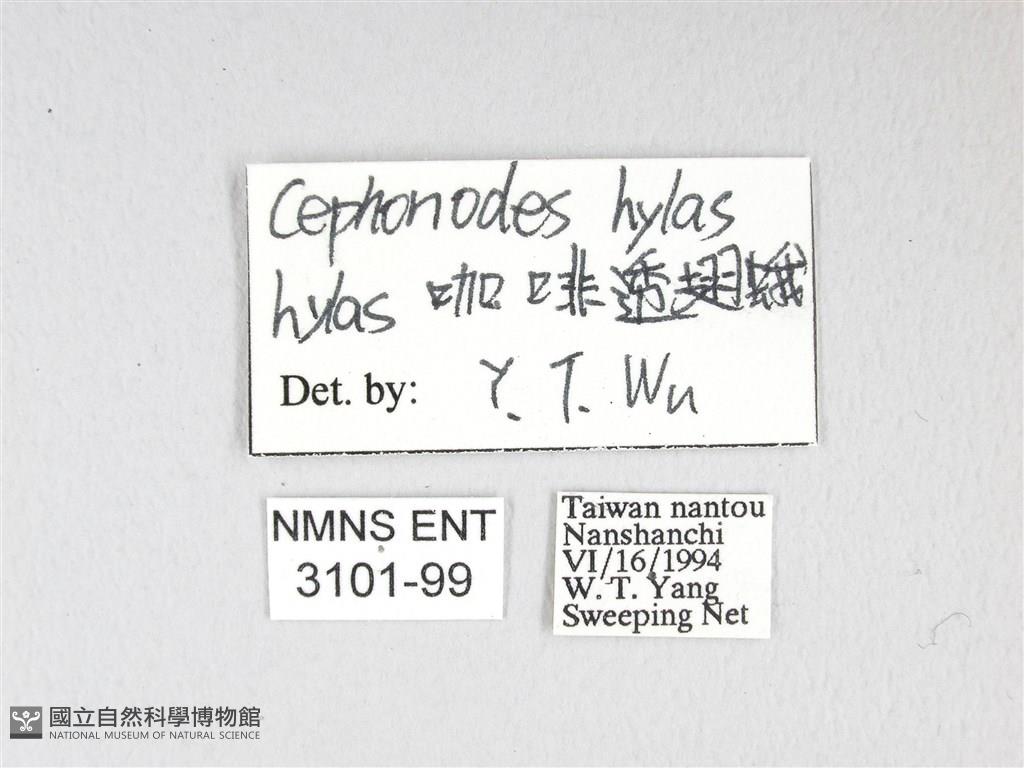 Cephonodes hylas
hylas 咖啡透翅蛾
Det. by: Y. T. Wu
NMNS ENT
3101-99
Taiwan nantou
Nanshanchi
VI/16/1994
W. T. Yang
Sweeping Net
國立自然科學博物館
NATIONAL MUSEUM OF NATURAL SCIENCE